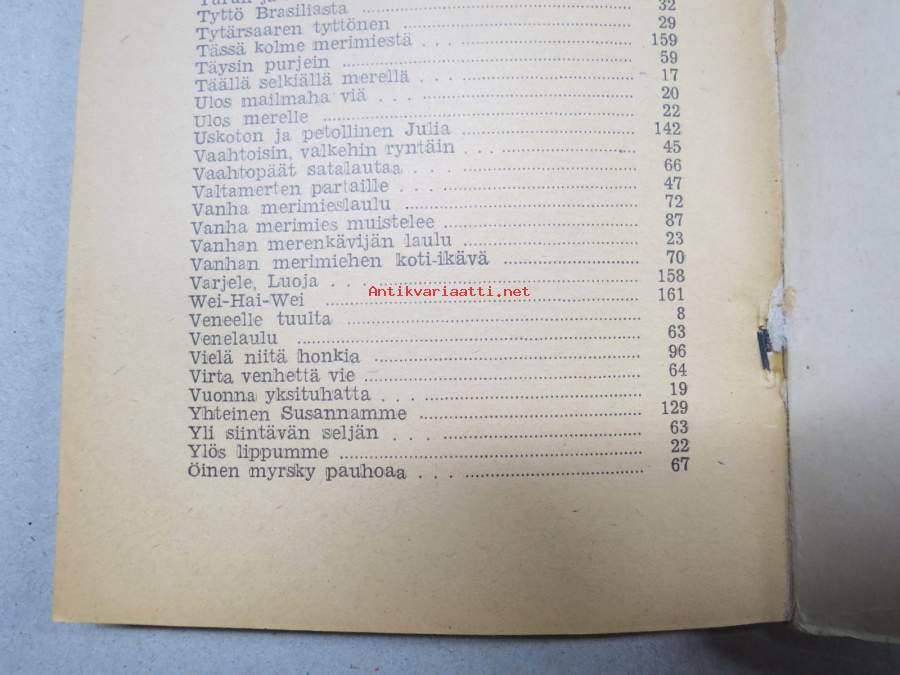 Tyttö Brasiliasta 32
Tytärsaaren tyttönen 29
Tässä kolme merimiestä . . . 159
Täysin purjein 59
Täällä selkiällä merellä . . . 17
Ulos mailmaha viä . . . 20
Ulos merelle 22
Uskoton ja petollinen Julia 142
Vaahtoisin, valkehin ryntäin . . . 45
Vaahtopäät satalautaa . . . 66
Valtamerten partaille . . . 47
Vanha merimieslaulu 72
Vanha merimies muistelee 87
Vanhan merenkävijän laulu 23
Vanhan merimiehen koti-ikävä 70
Varjele, Luoja . . . 158
Antikvariaatti.net
Wei-Hai-Wei 161
Veneelle tuulta 8
Venelaulu 63
Vielä niitä honkia 96
Virta venhettä vie 64
Vuonna yksituhatta . . . 19
Yhteinen Susannamme 129
Yli siintävän seljän . . . 63
Ylös lippumme 22
Öinen myrsky pauhoaa . . . 67